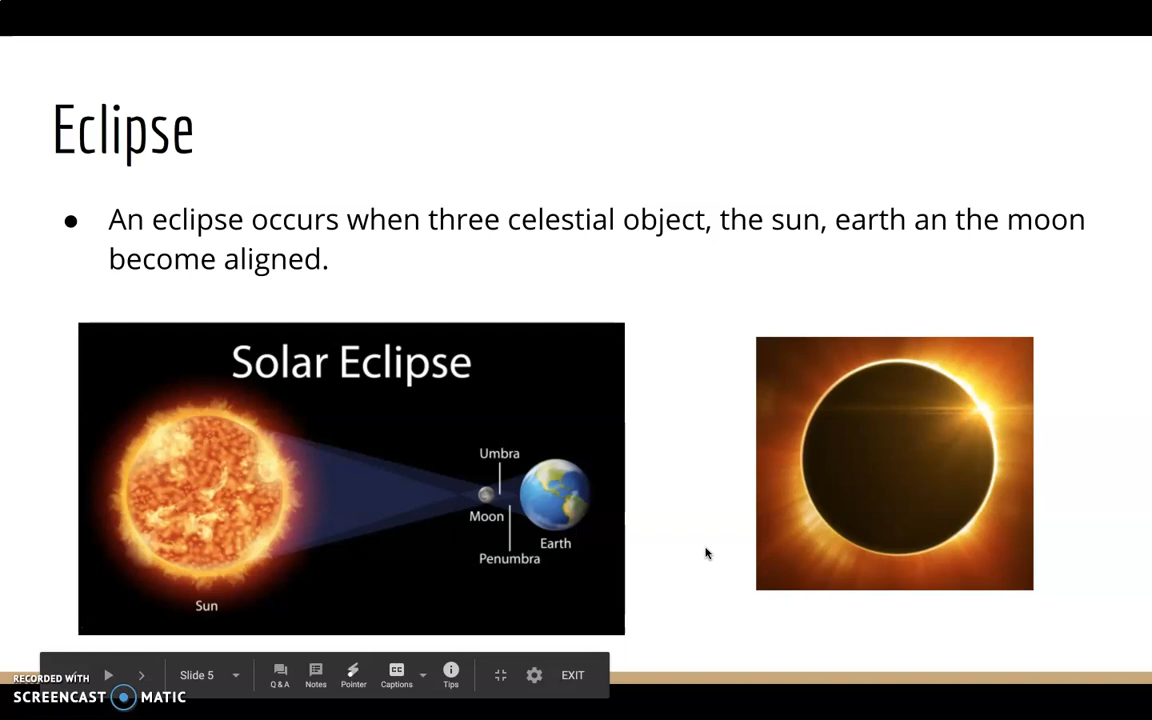 Eclipse
● An eclipse occurs when three celestial object, the sun, earth an the moon
become aligned.
Solar Eclipse
Umbra
Moon
Earth
Penumbra
Sun
Slide 5
Q & A
Notes
Pointer
CC
Captions
Tips
EXIT
RECORDED WITH
SCREENCAST MATIC